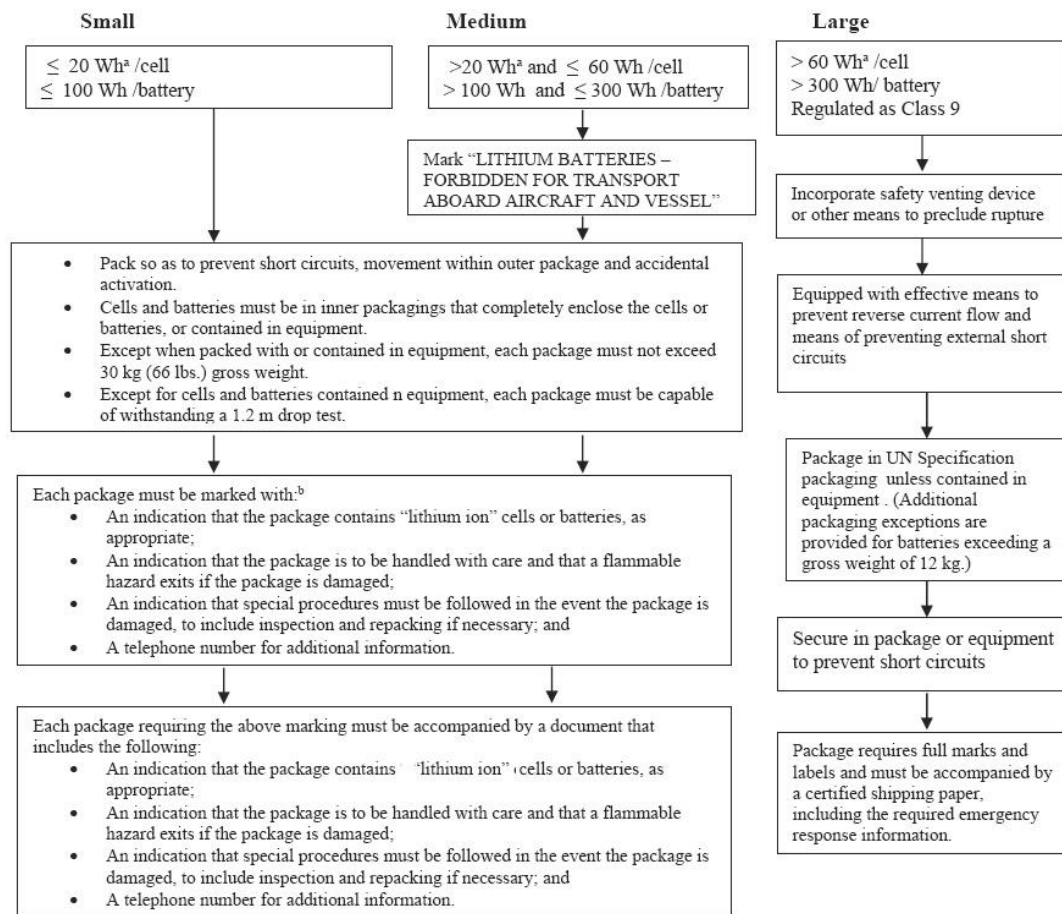 Small
Medium
Large
≤ 20 Whᵃ /cell
≤ 100 Wh /battery
>20 Whᵃ and ≤ 60 Wh /cell
> 100 Wh and ≤ 300 Wh /battery
> 60 Whᵃ /cell
> 300 Wh/ battery
Regulated as Class 9
Mark “LITHIUM BATTERIES –
FORBIDDEN FOR TRANSPORT
ABOARD AIRCRAFT AND VESSEL”
Incorporate safety venting device
or other means to preclude rupture
• Pack so as to prevent short circuits, movement within outer package and accidental
activation.
• Cells and batteries must be in inner packagings that completely enclose the cells or
batteries, or contained in equipment.
• Except when packed with or contained in equipment, each package must not exceed
30 kg (66 lbs.) gross weight.
• Except for cells and batteries contained n equipment, each package must be capable
of withstanding a 1.2 m drop test.
Equipped with effective means to
prevent reverse current flow and
means of preventing external short
circuits
Package in UN Specification
packaging unless contained in
equipment . (Additional
packaging exceptions are
provided for batteries exceeding a
gross weight of 12 kg.)
Each package must be marked with:ᵇ
• An indication that the package contains “lithium ion” cells or batteries, as
appropriate;
• An indication that the package is to be handled with care and that a flammable
hazard exits if the package is damaged;
• An indication that special procedures must be followed in the event the package is
damaged, to include inspection and repacking if necessary; and
• A telephone number for additional information.
Secure in package or equipment
to prevent short circuits
Each package requiring the above marking must be accompanied by a document that
includes the following:
• An indication that the package contains “lithium ion” cells or batteries, as
appropriate;
• An indication that the package is to be handled with care and that a flammable
hazard exits if the package is damaged;
• An indication that special procedures must be followed in the event the package is
damaged, to include inspection and repacking if necessary; and
• A telephone number for additional information.
Package requires full marks and
labels and must be accompanied by
a certified shipping paper,
including the required emergency
response information.